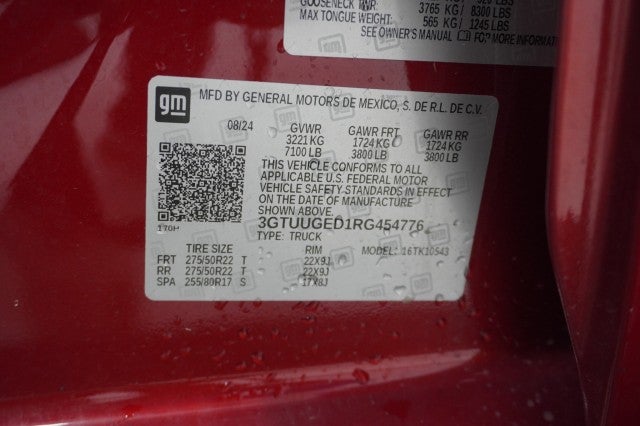 GOOSENECK TWR:
3765 KG/ 8300 LBS
MAX TONGUE WEIGHT: 565 KG/ 1245 LBS
SEE OWNER'S MANUAL FOR MORE INFORMATION
gm
MFD BY GENERAL MOTORS DE MEXICO, S. DE R.L. DE C.V.
08/24 GVWR GAWR FRT GAWR RR
3221 KG 1724 KG 1724 KG
7100 LB 3800 LB 3800 LB
THIS VEHICLE CONFORMS TO ALL
APPLICABLE U.S. FEDERAL MOTOR
VEHICLE SAFETY STANDARDS IN EFFECT
ON THE DATE OF MANUFACTURE
SHOWN ABOVE.
170P 3GTUUGED1RG454776
TYPE: TRUCK MODEL: 16TK10543
TIRE SIZE RIM
FRT 275/50R22 T 22X9J
RR 275/50R22 T 22X9J
SPA 255/80R17 S 17X8J